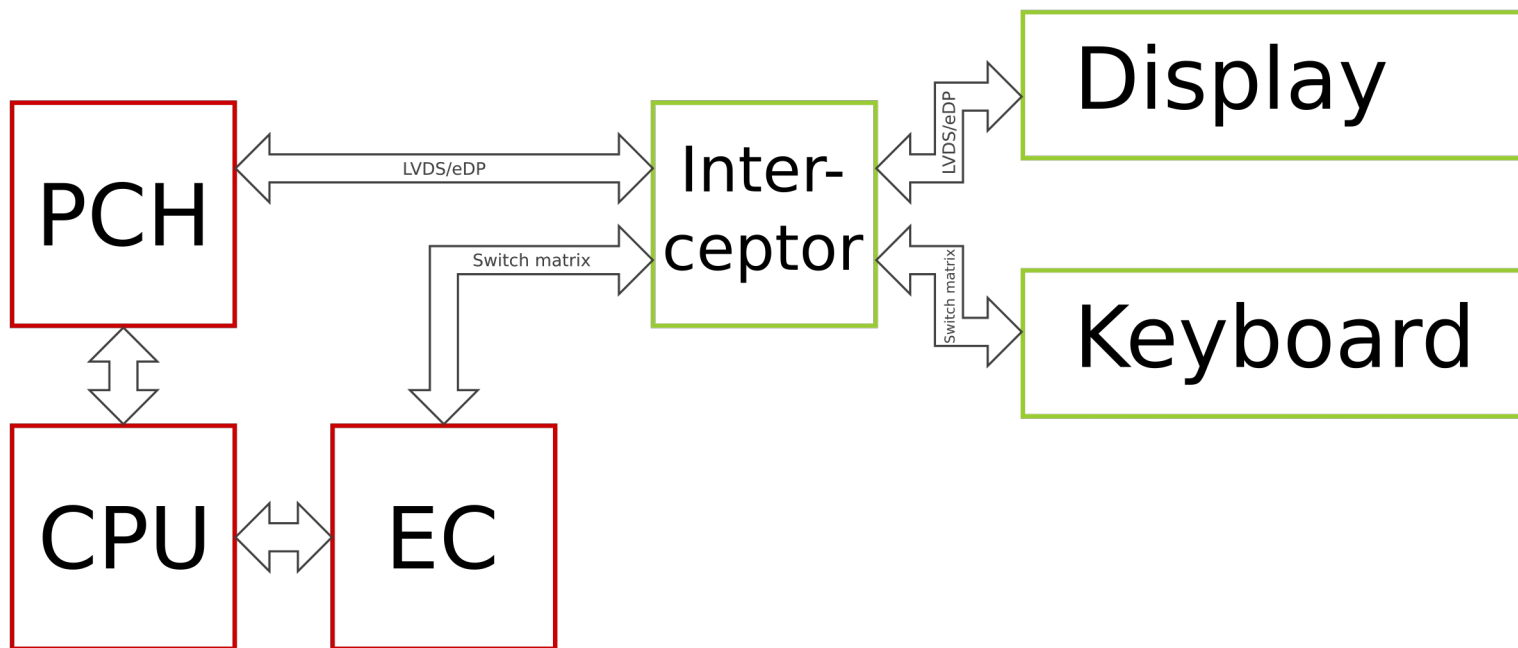 Display
LVDS/eDP
PCH
LVDS/eDP
Inter-
ceptor
Switch matrix
Switch matrix
Keyboard
CPU
EC